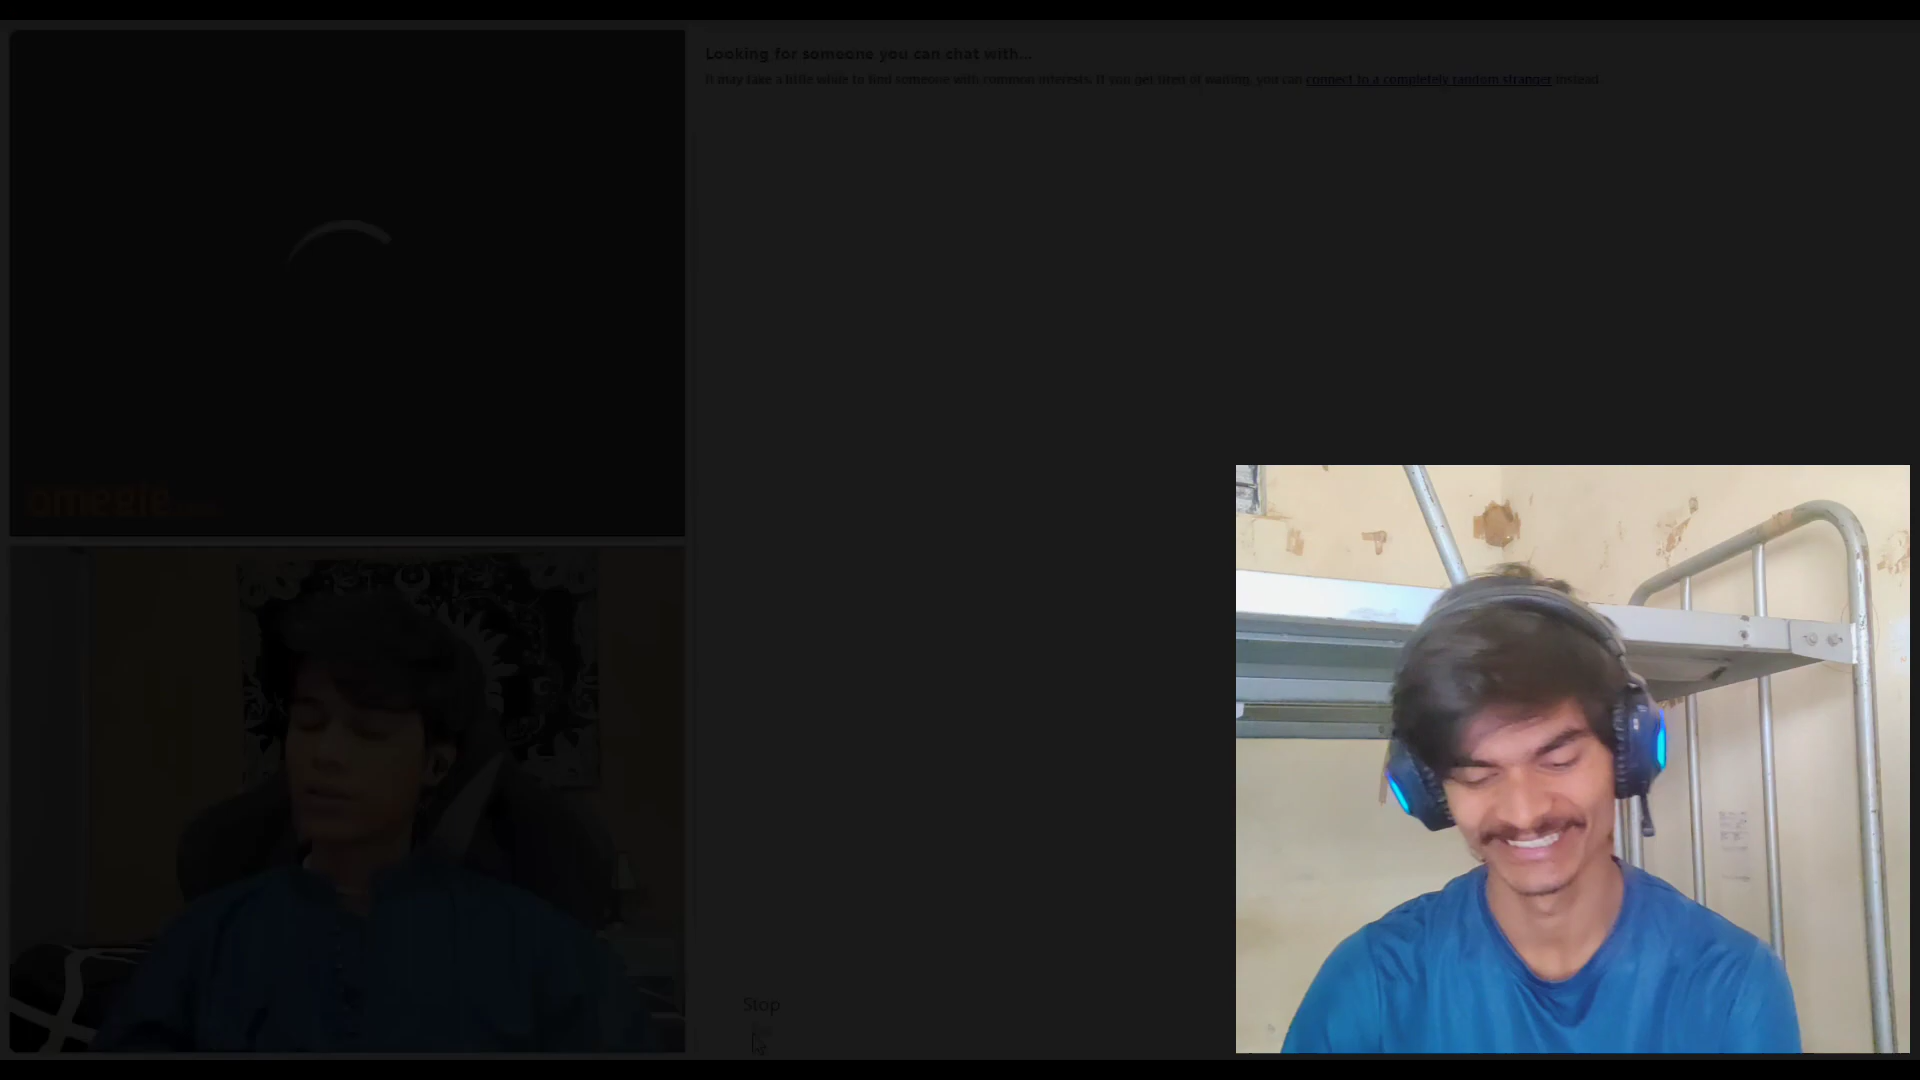 Looking for someone you can chat with...
It may take a little while to find someone with common interests. If you get tired of waiting, you can connect to a completely random stranger instead.
omegle
Stop